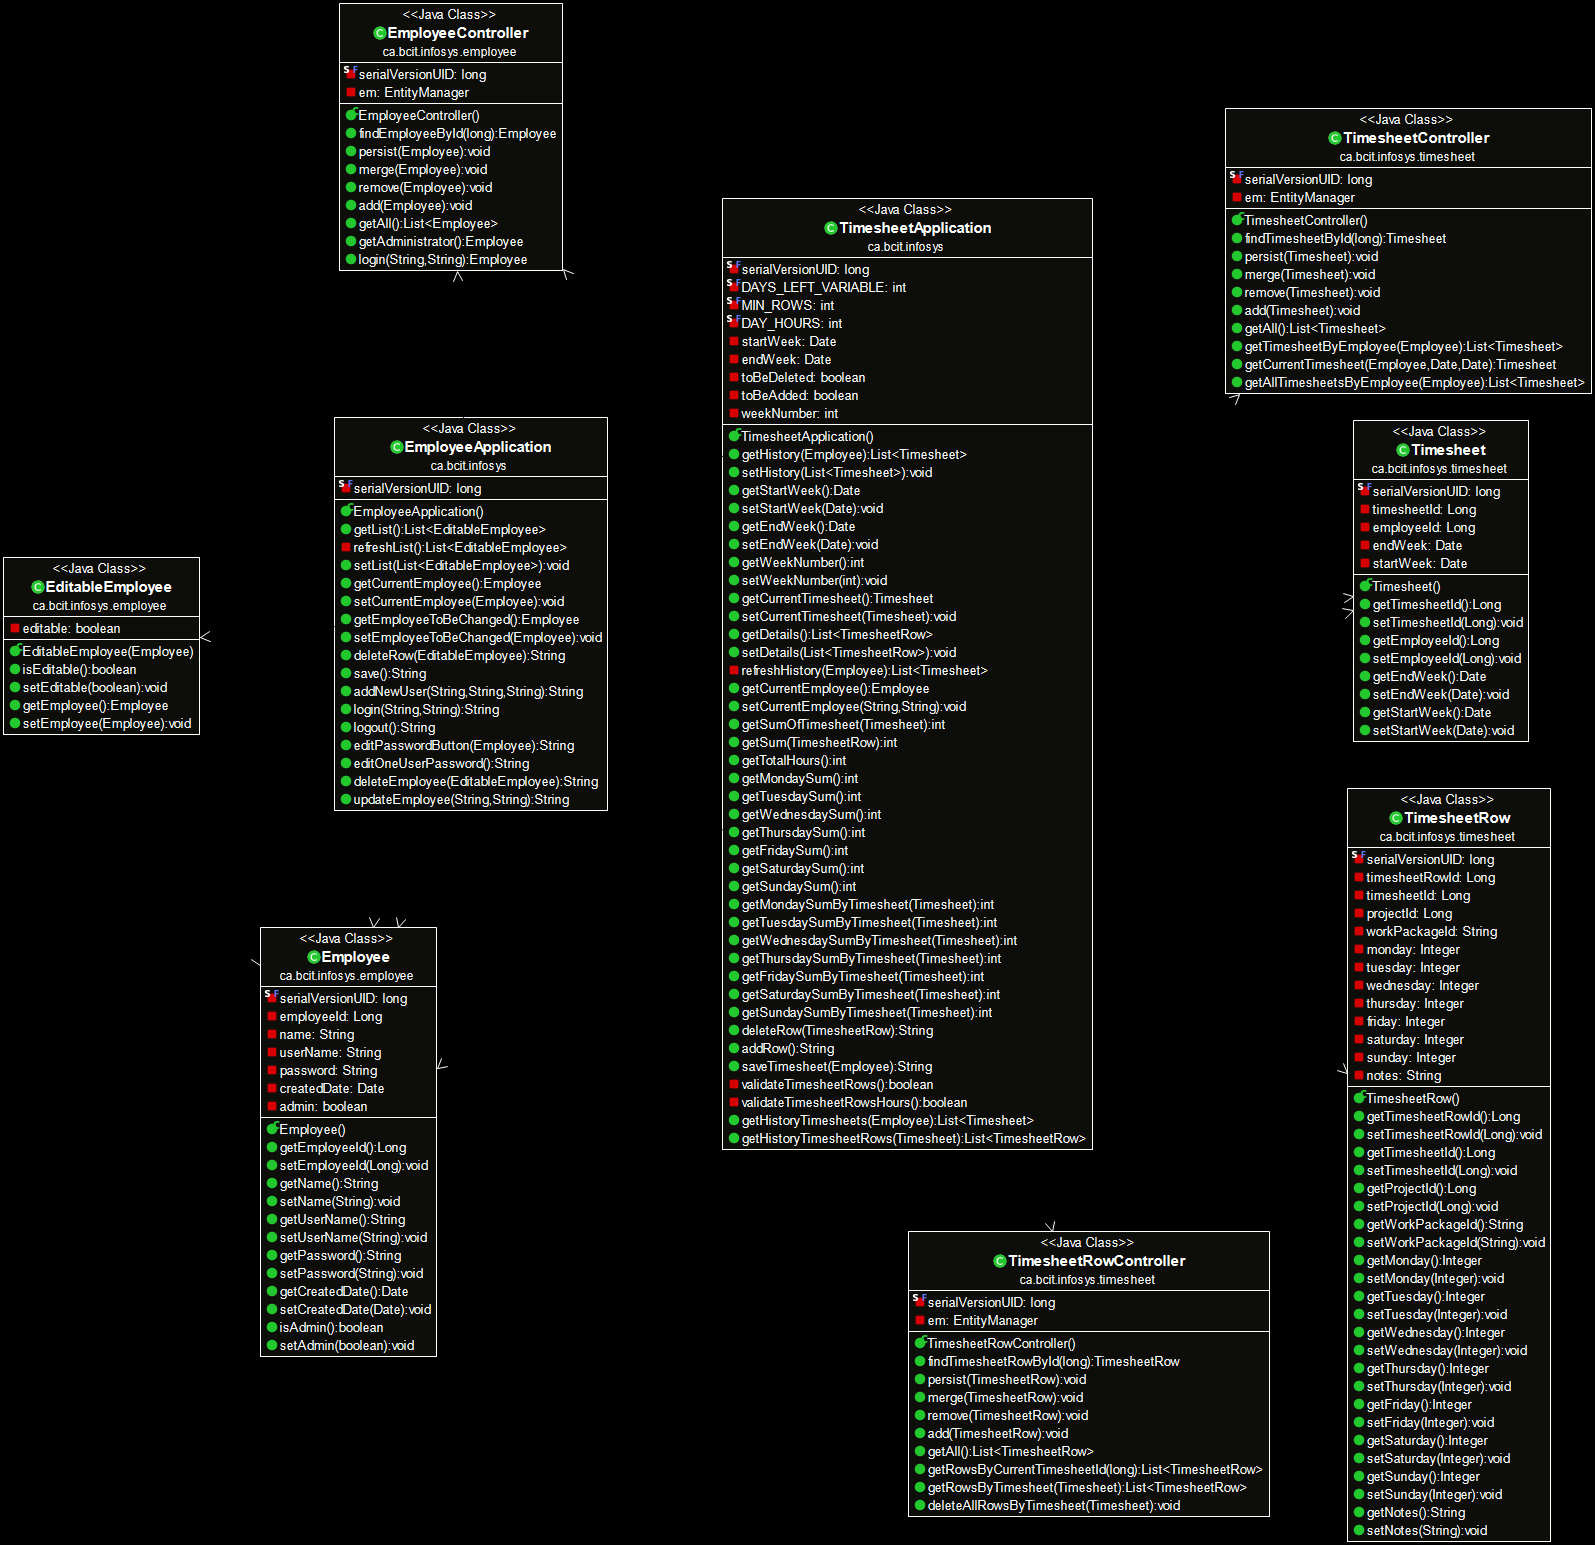 <<Java Class>>
EmployeeController
ca.bcit.infosys.employee
serialVersionUID: long
em: EntityManager
EmployeeController()
findEmployeeById(long):Employee
persist(Employee):void
merge(Employee):void
remove(Employee):void
add(Employee):void
getAll():List<Employee>
getAdministrator():Employee
login(String,String):Employee
<<Java Class>>
TimesheetController
ca.bcit.infosys.timesheet
serialVersionUID: long
em: EntityManager
TimesheetController()
findTimesheetById(long):Timesheet
persist(Timesheet):void
merge(Timesheet):void
remove(Timesheet):void
add(Timesheet):void
getAll():List<Timesheet>
getTimesheetByEmployee(Employee):List<Timesheet>
getCurrentTimesheet(Employee,Date,Date):Timesheet
getAllTimesheetsByEmployee(Employee):List<Timesheet>
<<Java Class>>
TimesheetApplication
ca.bcit.infosys
serialVersionUID: long
DAYS_LEFT_VARIABLE: int
MIN_ROWS: int
DAY_HOURS: int
startWeek: Date
endWeek: Date
toBeDeleted: boolean
toBeAdded: boolean
weekNumber: int
TimesheetApplication()
getHistory(Employee):List<Timesheet>
setHistory(List<Timesheet>):void
getStartWeek():Date
setStartWeek(Date):void
getEndWeek():Date
setEndWeek(Date):void
getWeekNumber():int
setWeekNumber(int):void
getCurrentTimesheet():Timesheet
setCurrentTimesheet(Timesheet):void
getDetails():List<TimesheetRow>
setDetails(List<TimesheetRow>):void
refreshHistory(Employee):List<Timesheet>
getCurrentEmployee():Employee
setCurrentEmployee(String,String):void
getSumOfTimesheet(Timesheet):int
getSum(TimesheetRow):int
getTotalHours():int
getMondaySum():int
getTuesdaySum():int
getWednesdaySum():int
getThursdaySum():int
getFridaySum():int
getSaturdaySum():int
getSundaySum():int
getMondaySumByTimesheet(Timesheet):int
getTuesdaySumByTimesheet(Timesheet):int
getWednesdaySumByTimesheet(Timesheet):int
getThursdaySumByTimesheet(Timesheet):int
getFridaySumByTimesheet(Timesheet):int
getSaturdaySumByTimesheet(Timesheet):int
getSundaySumByTimesheet(Timesheet):int
deleteRow(TimesheetRow):String
addRow():String
saveTimesheet(Employee):String
validateTimesheetRows():boolean
validateTimesheetRowsHours():boolean
getHistoryTimesheets(Employee):List<Timesheet>
getHistoryTimesheetRows(Timesheet):List<TimesheetRow>
<<Java Class>>
EmployeeApplication
ca.bcit.infosys
serialVersionUID: long
EmployeeApplication()
getList():List<EditableEmployee>
refreshList():List<EditableEmployee>
setList(List<EditableEmployee>):void
getCurrentEmployee():Employee
setCurrentEmployee(Employee):void
getEmployeeToBeChanged():Employee
setEmployeeToBeChanged(Employee):void
deleteRow(EditableEmployee):String
save():String
addNewUser(String,String,String):String
login(String,String):String
logout():String
editPasswordButton(Employee):String
editOneUserPassword():String
deleteEmployee(EditableEmployee):String
updateEmployee(String,String):String
<<Java Class>>
Timesheet
ca.bcit.infosys.timesheet
serialVersionUID: long
timesheetId: Long
employeeId: Long
endWeek: Date
startWeek: Date
Timesheet()
getTimesheetId():Long
setTimesheetId(Long):void
getEmployeeId():Long
setEmployeeId(Long):void
getEndWeek():Date
setEndWeek(Date):void
getStartWeek():Date
setStartWeek(Date):void
<<Java Class>>
EditableEmployee
ca.bcit.infosys.employee
editable: boolean
EditableEmployee(Employee)
isEditable():boolean
setEditable(boolean):void
getEmployee():Employee
setEmployee(Employee):void
<<Java Class>>
TimesheetRow
ca.bcit.infosys.timesheet
serialVersionUID: long
timesheetRowId: Long
timesheetId: Long
projectId: Long
workPackageId: String
monday: Integer
tuesday: Integer
wednesday: Integer
thursday: Integer
friday: Integer
saturday: Integer
sunday: Integer
notes: String
TimesheetRow()
getTimesheetRowId():Long
setTimesheetRowId(Long):void
getTimesheetId():Long
setTimesheetId(Long):void
getProjectId():Long
setProjectId(Long):void
getWorkPackageId():String
setWorkPackageId(String):void
getMonday():Integer
setMonday(Integer):void
getTuesday():Integer
setTuesday(Integer):void
getWednesday():Integer
setWednesday(Integer):void
getThursday():Integer
setThursday(Integer):void
getFriday():Integer
setFriday(Integer):void
getSaturday():Integer
setSaturday(Integer):void
getSunday():Integer
setSunday(Integer):void
getNotes():String
setNotes(String):void
<<Java Class>>
Employee
ca.bcit.infosys.employee
serialVersionUID: long
employeeId: Long
name: String
userName: String
password: String
createdDate: Date
admin: boolean
Employee()
getEmployeeId():Long
setEmployeeId(Long):void
getName():String
setName(String):void
getUserName():String
setUserName(String):void
getPassword():String
setPassword(String):void
getCreatedDate():Date
setCreatedDate(Date):void
isAdmin():boolean
setAdmin(boolean):void
<<Java Class>>
TimesheetRowController
ca.bcit.infosys.timesheet
serialVersionUID: long
em: EntityManager
TimesheetRowController()
findTimesheetRowById(long):TimesheetRow
persist(TimesheetRow):void
merge(TimesheetRow):void
remove(TimesheetRow):void
add(TimesheetRow):void
getAll():List<TimesheetRow>
getRowsByCurrentTimesheetId(long):List<TimesheetRow>
getRowsByTimesheet(Timesheet):List<TimesheetRow>
deleteAllRowsByTimesheet(Timesheet):void